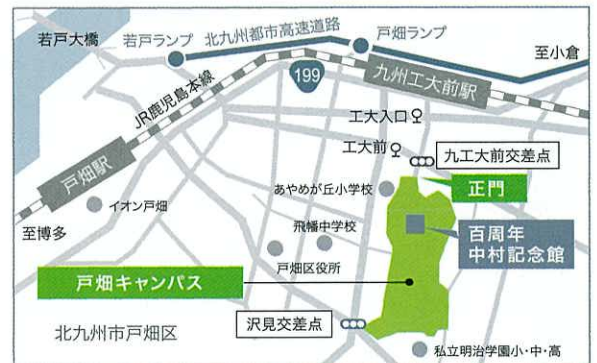 若戸大橋
若戸ランプ
北九州都市高速道路
戸畑ランプ
至小倉
199
九州工大前駅
JR鹿児島本線
工大入口
工大前
九工大前交差点
戸畑駅
あやめが丘小学校
正門
イオン戸畑
飛幡中学校
百周年
中村記念館
至博多
戸畑区役所
戸畑キャンパス
沢見交差点
北九州市戸畑区
私立明治学園小・中・高